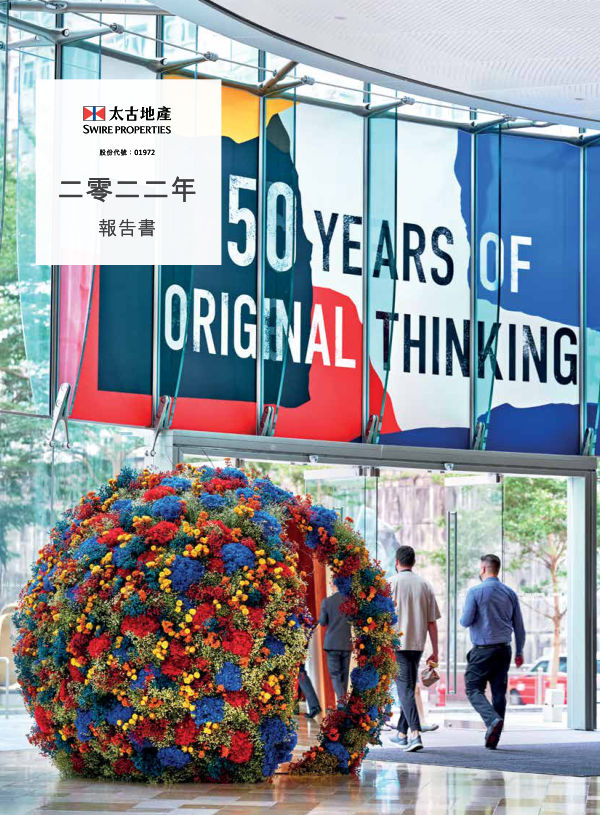 太古地產
SWIRE PROPERTIES
股份代號：01972
二零二二年
報告書
50 YEARS OF
ORIGINAL THINKING